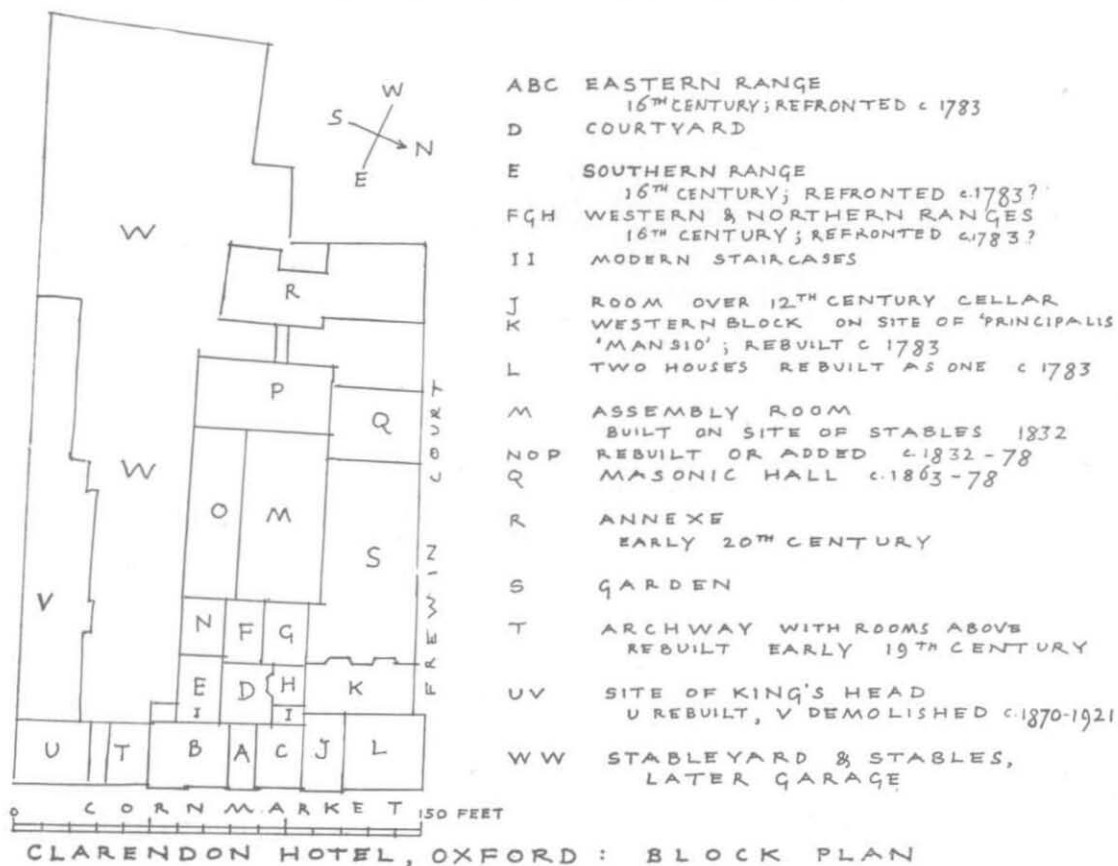 W
S
N
E
W
R
P
Q
W
O
M
S
V
N
F
G
E
D
H
K
I
I
U
T
B
A
C
J
L
FREWIN COURT
CORNMARKET
0
150 FEET
ABC EASTERN RANGE
16TH CENTURY; REFRONTED c 1783
D COURTYARD
E SOUTHERN RANGE
16TH CENTURY; REFRONTED c.1783?
FGH WESTERN & NORTHERN RANGES
16TH CENTURY; REFRONTED c.1783?
II MODERN STAIRCASES
J ROOM OVER 12TH CENTURY CELLAR
K WESTERN BLOCK ON SITE OF 'PRINCIPALIS
'MANSIO'; REBUILT C 1783
L TWO HOUSES REBUILT AS ONE c 1783
M ASSEMBLY ROOM
BUILT ON SITE OF STABLES 1832
NOP REBUILT OR ADDED c.1832-78
Q MASONIC HALL c.1863-78
R ANNEXE
EARLY 20TH CENTURY
S GARDEN
T ARCHWAY WITH ROOMS ABOVE
REBUILT EARLY 19TH CENTURY
UV SITE OF KING'S HEAD
U REBUILT, V DEMOLISHED c.1870-1921
WW STABLEYARD & STABLES,
LATER GARAGE
CLARENDON HOTEL, OXFORD: BLOCK PLAN